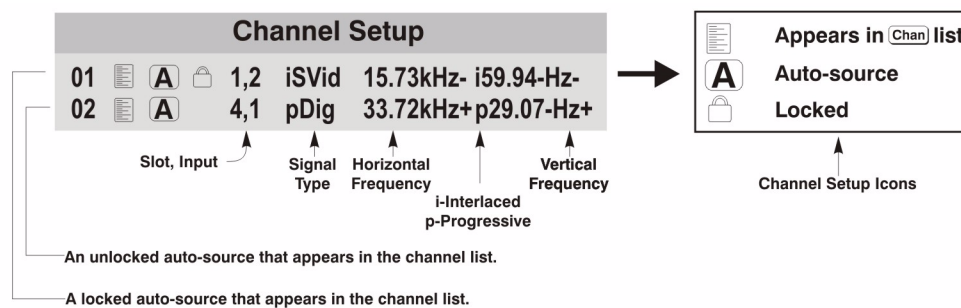 Channel Setup
01 A 1,2 iSVid 15.73kHz- i59.94-Hz-
02 A 4,1 pDig 33.72kHz+ p29.07-Hz+
Slot, Input
Signal
Type
Horizontal
Frequency
i-Interlaced
p-Progressive
Vertical
Frequency
An unlocked auto-source that appears in the channel list.
A locked auto-source that appears in the channel list.
Appears in Chan list
A Auto-source
Locked
Channel Setup Icons